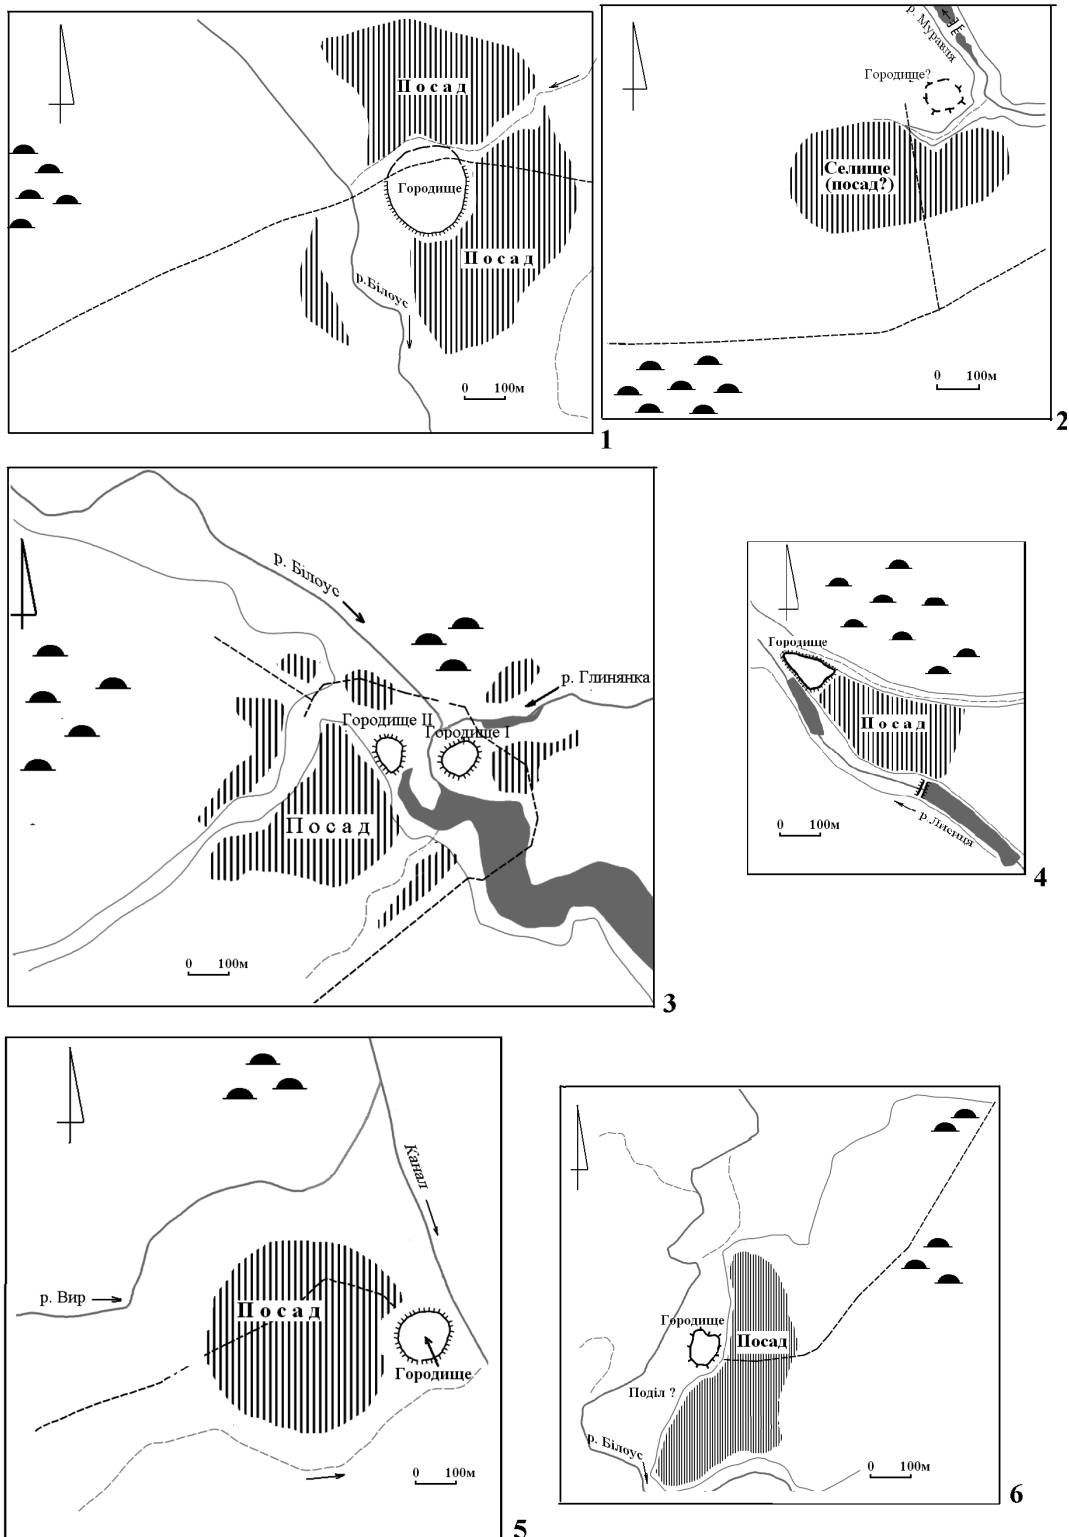 Посад
Городище
Посад
р.Білоус
0 100м
1
р. Муравля
Городище?
Селище
(посад?)
0 100м
2
р. Білоус
р. Глинянка
Городище II
Городище I
Посад
0 100м
3
Городище
Посад
р.Лисиця
0 100м
4
Канал
р. Вир
Посад
Городище
0 100м
5
Городище
Посад
Поділ ?
р. Білоус
0 100м
6